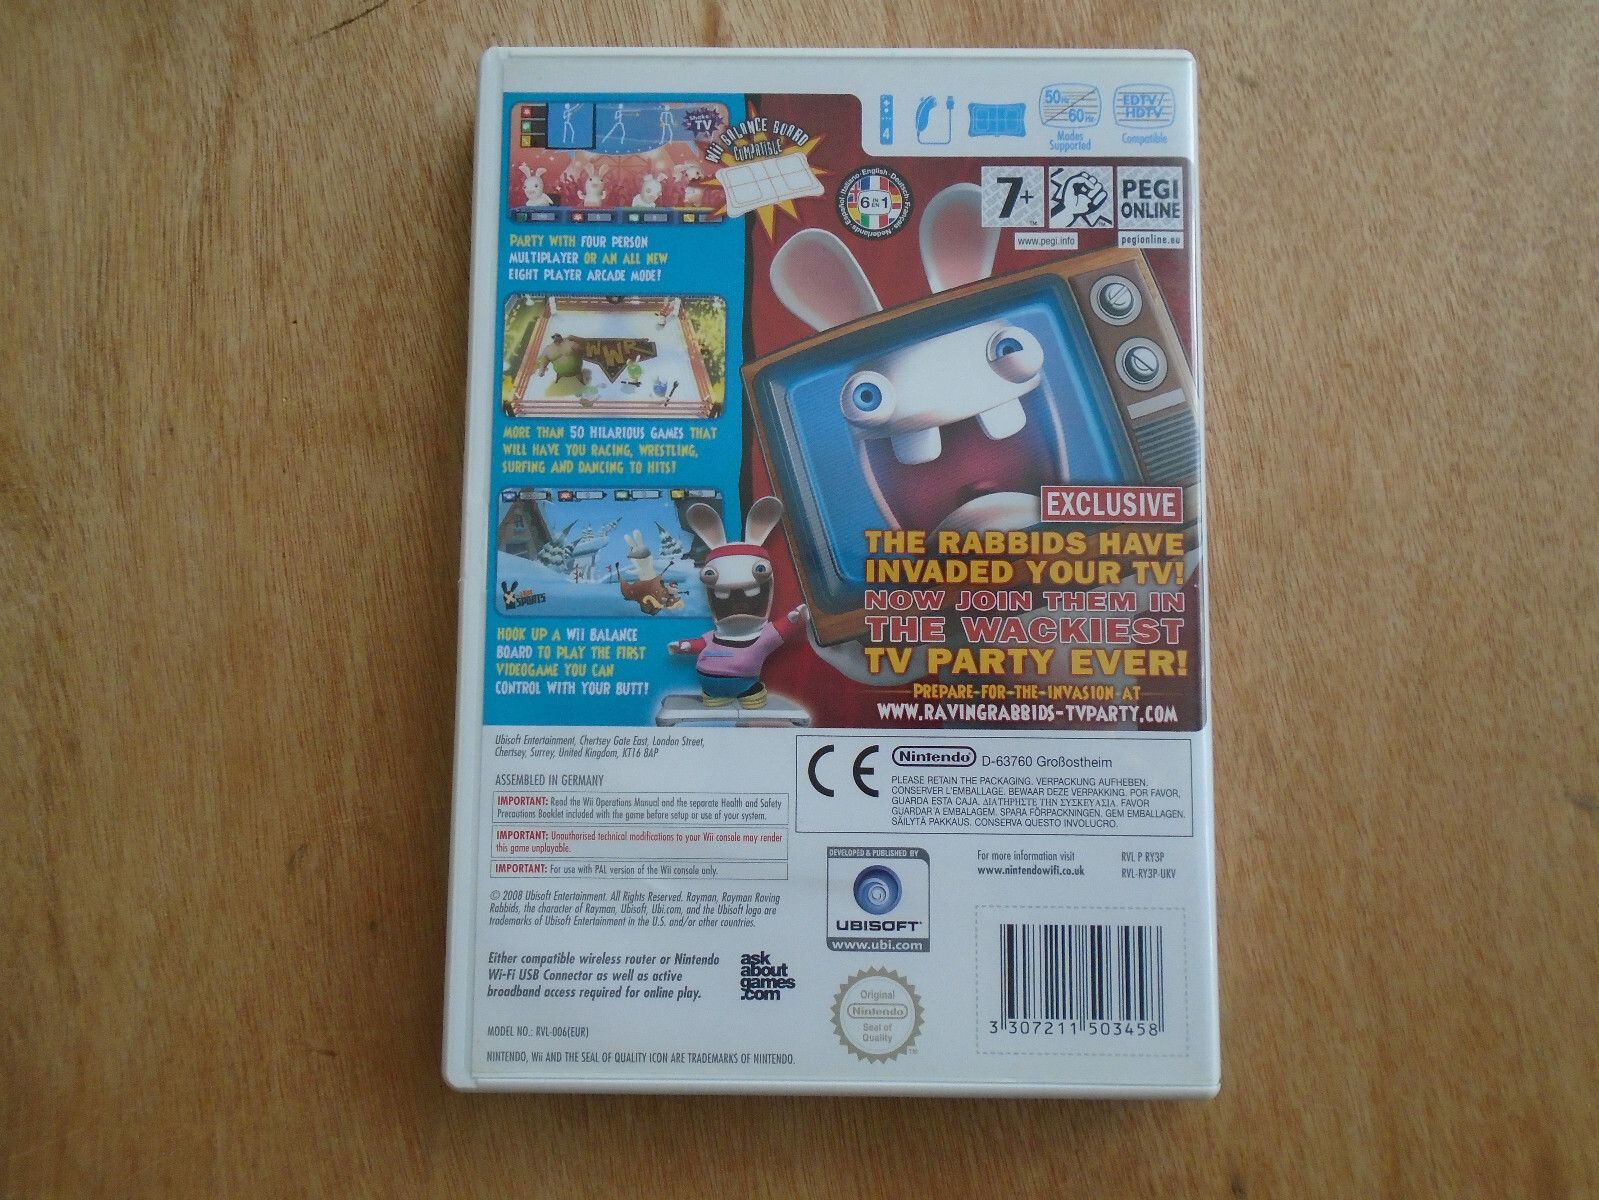 Shake TV
Wii BALANCE BOARD
COMPATIBLE
4
50Hz
60Hz
Modes
Supported
EDTV/
HDTV
Compatible
Italiano English Deutsch Français Nederlands Español
6 IN EN 1
7+
www.pegi.info
PEGI
ONLINE
pegionline.eu
PARTY WITH FOUR PERSON
MULTIPLAYER OR AN ALL NEW
EIGHT PLAYER ARCADE MODE!
WWR
MORE THAN 50 HILARIOUS GAMES THAT
WILL HAVE YOU RACING, WRESTLING,
SURFING AND DANCING TO HITS!
SPORTS
HOOK UP A Wii BALANCE
BOARD TO PLAY THE FIRST
VIDEOGAME YOU CAN
CONTROL WITH YOUR BUTT!
EXCLUSIVE
THE RABBIDS HAVE
INVADED YOUR TV!
NOW JOIN THEM IN
THE WACKIEST
TV PARTY EVER!
PREPARE-FOR-THE-INVASION-AT
WWW.RAVINGRABBIDS-TVPARTY.COM
Ubisoft Entertainment, Chertsey Gate East, London Street,
Chertsey, Surrey, United Kingdom, KT16 8AP
ASSEMBLED IN GERMANY
IMPORTANT: Read the Wii Operations Manual and the separate Health and Safety
Precautions Booklet included with the game before setup or use of your system.
IMPORTANT: Unauthorised technical modifications to your Wii console may render
this game unplayable.
IMPORTANT: For use with PAL version of the Wii console only.
© 2008 Ubisoft Entertainment. All Rights Reserved. Rayman, Rayman Raving
Rabbids, the character of Rayman, Ubisoft, Ubi.com, and the Ubisoft logo are
trademarks of Ubisoft Entertainment in the U.S. and/or other countries.
Either compatible wireless router or Nintendo
Wi-Fi USB Connector as well as active
broadband access required for online play.
ask
about
games
.com
MODEL NO.: RVL-006(EUR)
NINTENDO, Wii AND THE SEAL OF QUALITY ICON ARE TRADEMARKS OF NINTENDO.
CE
Nintendo D-63760 Großostheim
PLEASE RETAIN THE PACKAGING. VERPACKUNG AUFHEBEN.
CONSERVER L'EMBALLAGE. BEWAAR DEZE VERPAKKING. POR FAVOR,
GUARDA ESTA CAJA. ΔΙΑΤΗΡΗΣΤΕ ΤΗΝ ΣΥΣΚΕΥΑΣΙΑ. FAVOR
GUARDAR A EMBALAGEM. SPARA FÖRPACKNINGEN. GEM EMBALLAGEN.
SÄILYTÄ PAKKAUS. CONSERVA QUESTO INVOLUCRO.
DEVELOPED & PUBLISHED BY
UBISOFT
www.ubi.com
For more information visit
www.nintendowifi.co.uk
RVL P RY3P
RVL-RY3P-UKV
Original
Nintendo
Seal of
Quality
TM
3 307211 503458